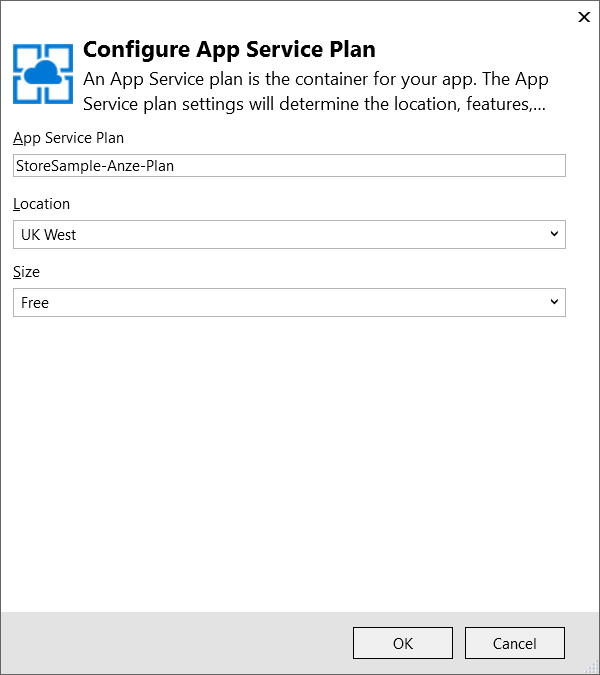 Configure App Service Plan
An App Service plan is the container for your app. The App
Service plan settings will determine the location, features,...
App Service Plan
StoreSample-Anze-Plan
Location
UK West
Size
Free
OK
Cancel